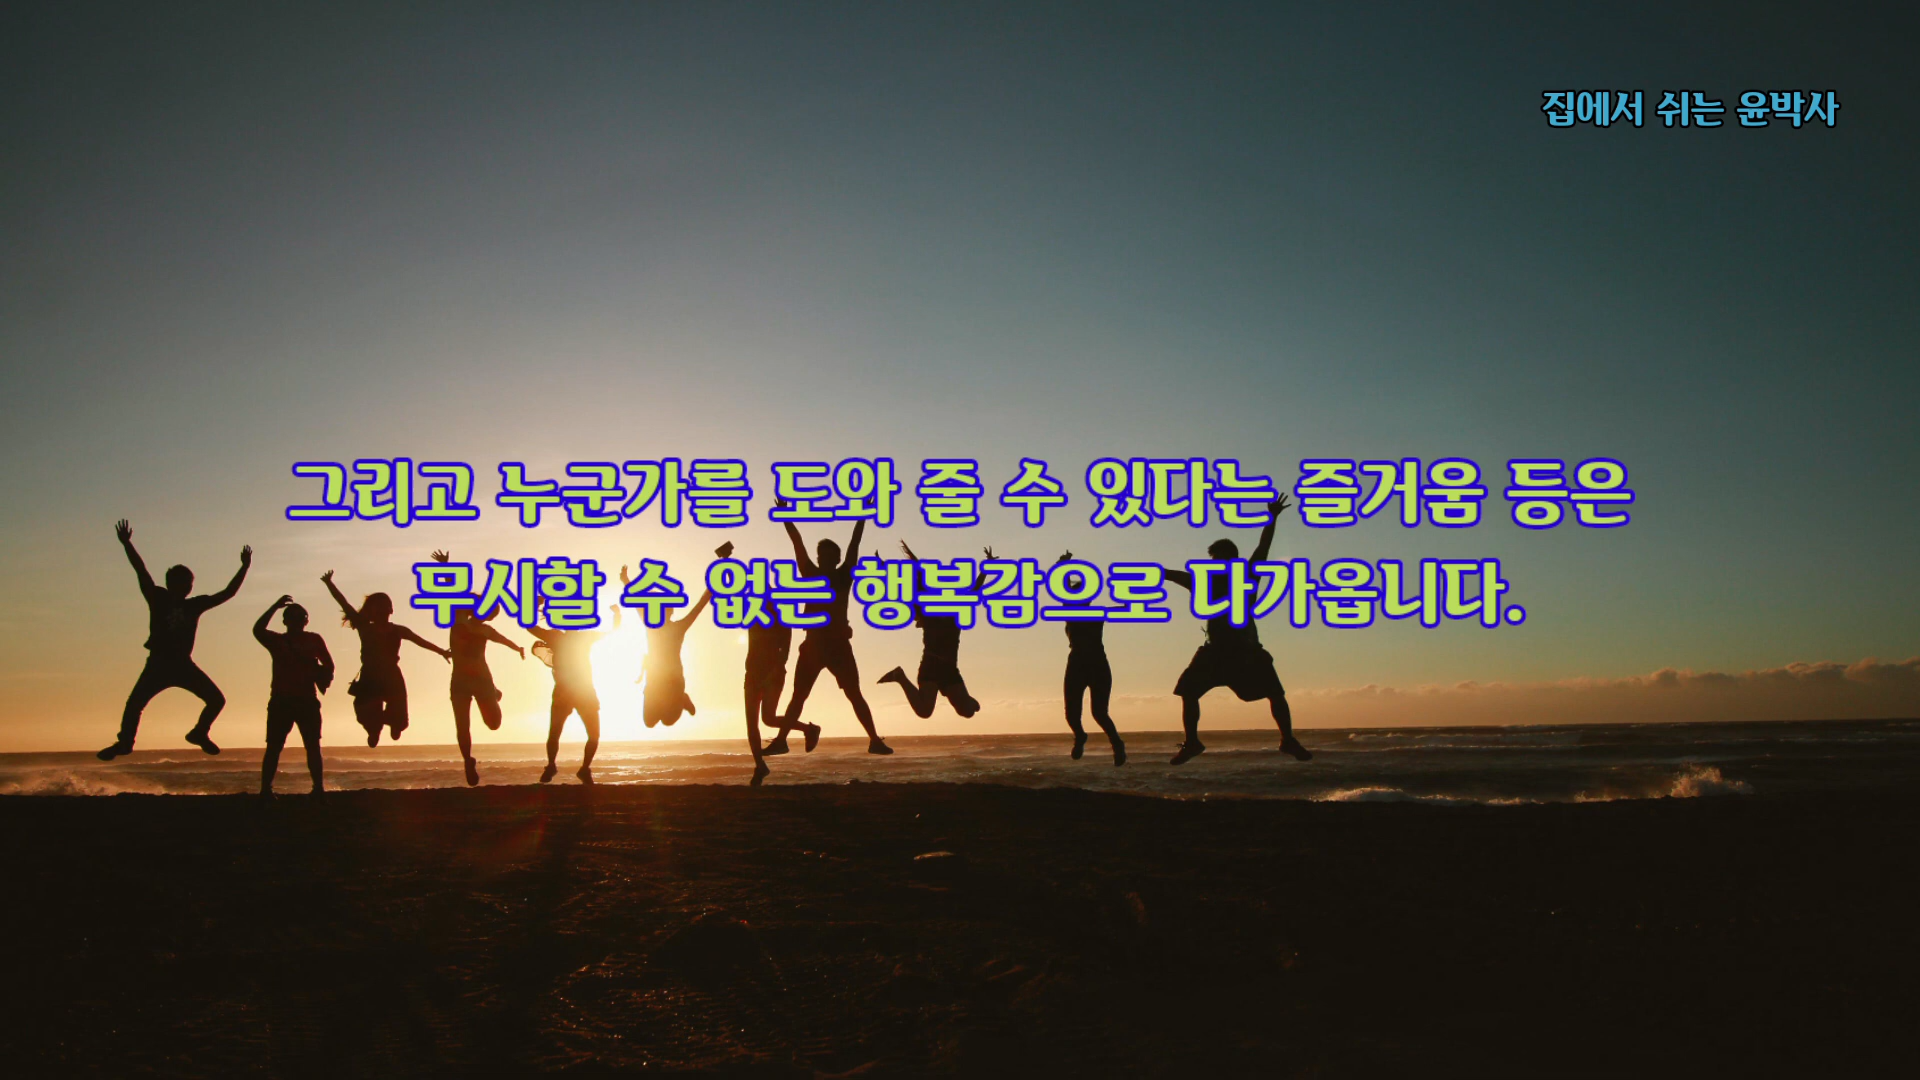 집에서 쉬는 윤박사
그리고 누군가를 도와 줄 수 있다는 즐거움 등은
무시할 수 없는 행복감으로 다가옵니다.